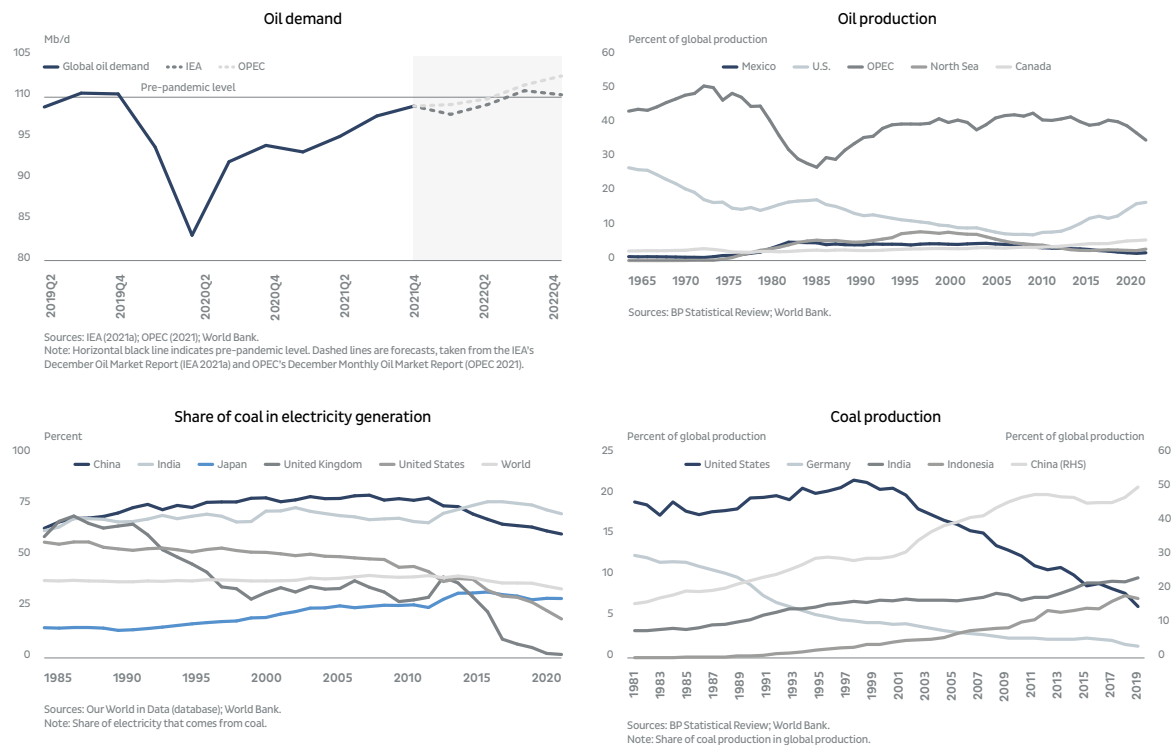 Oil demand
Mb/d
105
Global oil demand IEA OPEC
Pre-pandemic level
110
95
90
85
80
2019Q2 2019Q4 2020Q2 2020Q4 2021Q2 2021Q4 2022Q2 2022Q4
Sources: IEA (2021a); OPEC (2021); World Bank.
Note: Horizontal black line indicates pre-pandemic level. Dashed lines are forecasts, taken from the IEA's
December Oil Market Report (IEA 2021a) and OPEC's December Monthly Oil Market Report (OPEC 2021).
Oil production
Percent of global production
60
Mexico U.S. OPEC North Sea Canada
50
40
30
20
10
0
1965 1970 1975 1980 1985 1990 1995 2000 2005 2010 2015 2020
Sources: BP Statistical Review; World Bank.
Share of coal in electricity generation
Percent
100
China India Japan United Kingdom United States World
75
50
25
0
1985 1990 1995 2000 2005 2010 2015 2020
Sources: Our World in Data (database); World Bank.
Note: Share of electricity that comes from coal.
Coal production
Percent of global production Percent of global production
25 60
United States Germany India Indonesia China (RHS)
20 50
15 40
10 30
5 20
0 10
0
1981 1983 1985 1987 1989 1991 1993 1995 1997 1999 2001 2003 2005 2007 2009 2011 2013 2015 2017 2019
Sources: BP Statistical Review; World Bank.
Note: Share of coal production in global production.